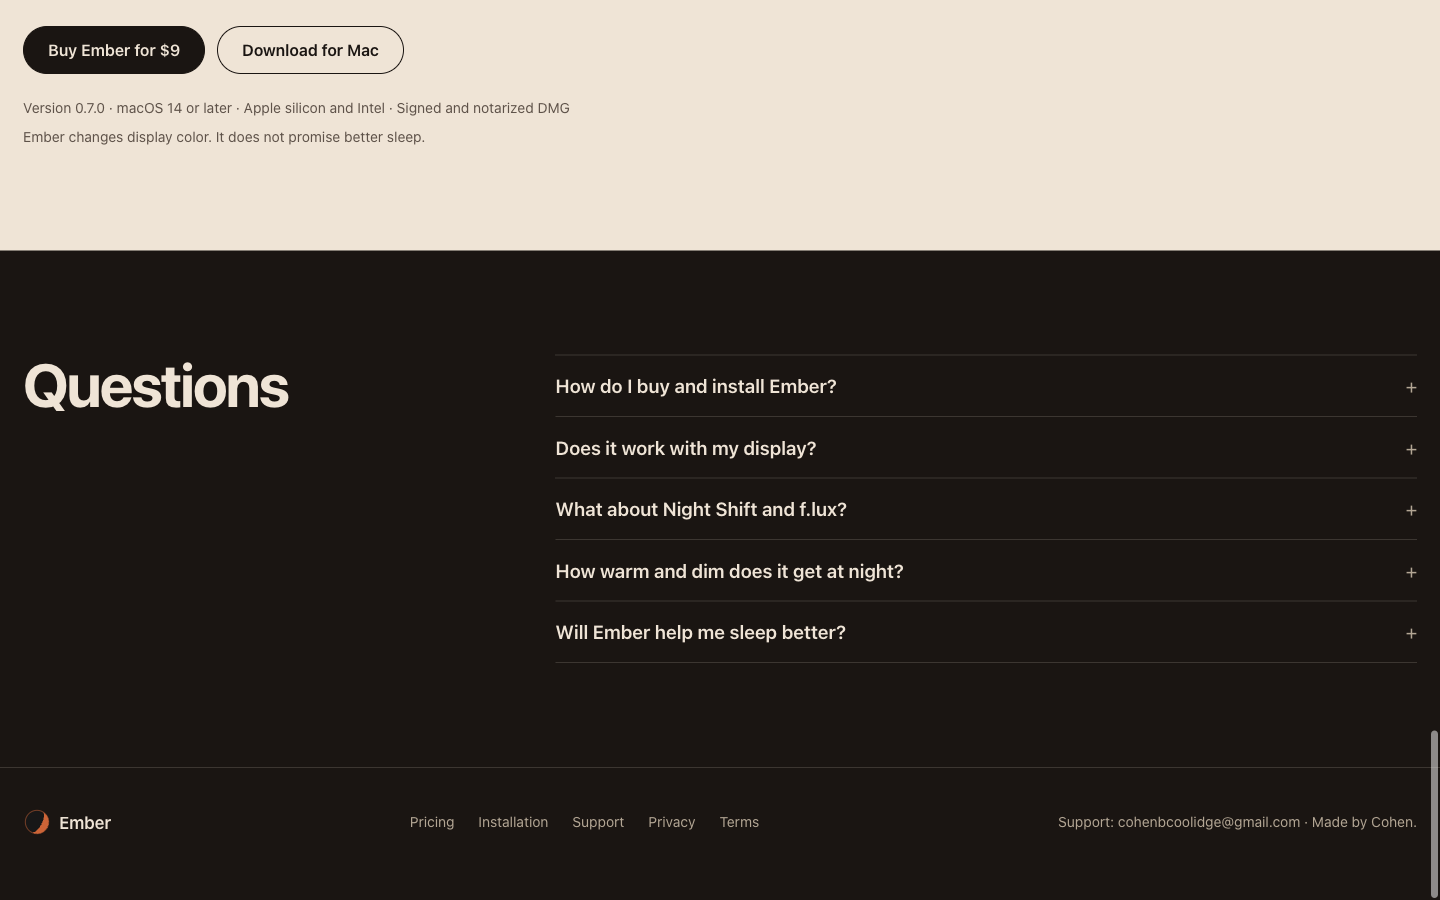 Buy Ember for $9
Download for Mac
Version 0.7.0 · macOS 14 or later · Apple silicon and Intel · Signed and notarized DMG
Ember changes display color. It does not promise better sleep.
Questions
How do I buy and install Ember?
+
Does it work with my display?
+
What about Night Shift and f.lux?
+
How warm and dim does it get at night?
+
Will Ember help me sleep better?
+
Ember
Pricing
Installation
Support
Privacy
Terms
Support: cohenbcoolidge@gmail.com · Made by Cohen.